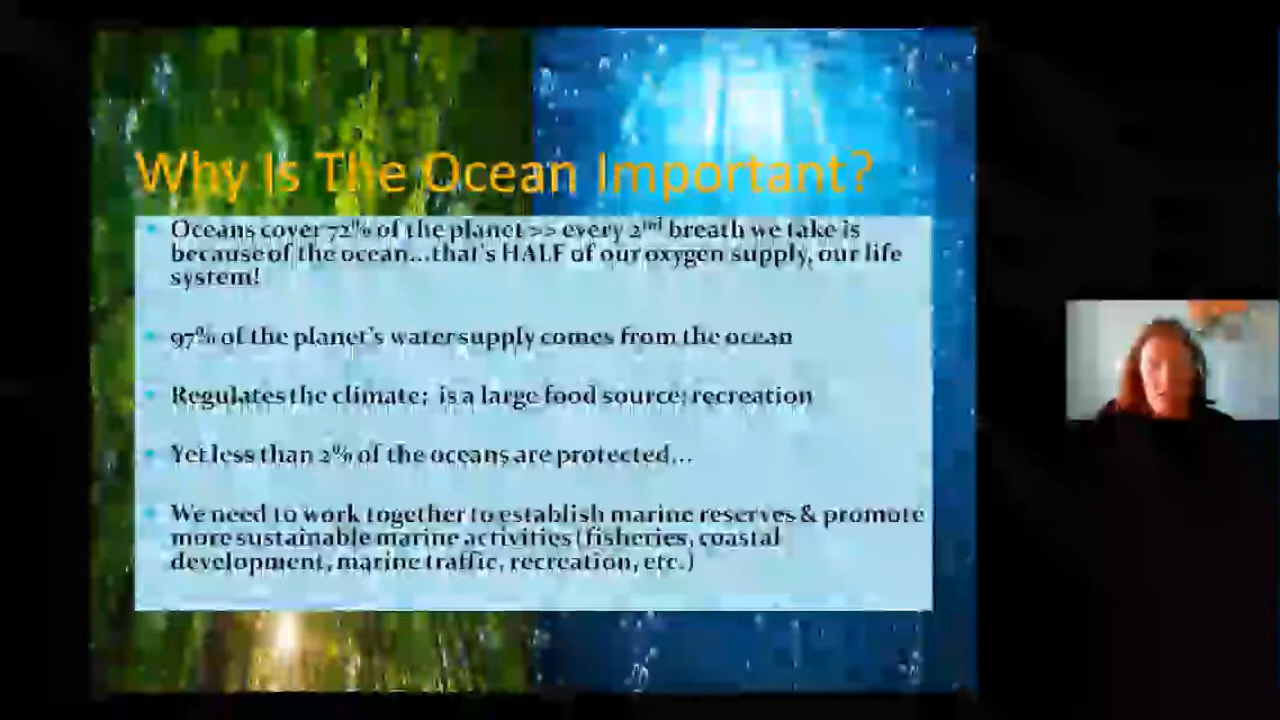 Why Is The Ocean Important?
Oceans cover 72% of the planet >> every 2nd breath we take is
because of the ocean...that's HALF of our oxygen supply, our life
system!
97% of the planet's water supply comes from the ocean
Regulates the climate; is a large food source; recreation
Yet less than 2% of the oceans are protected...
We need to work together to establish marine reserves & promote
more sustainable marine activities (fisheries, coastal
development, marine traffic, recreation, etc.)